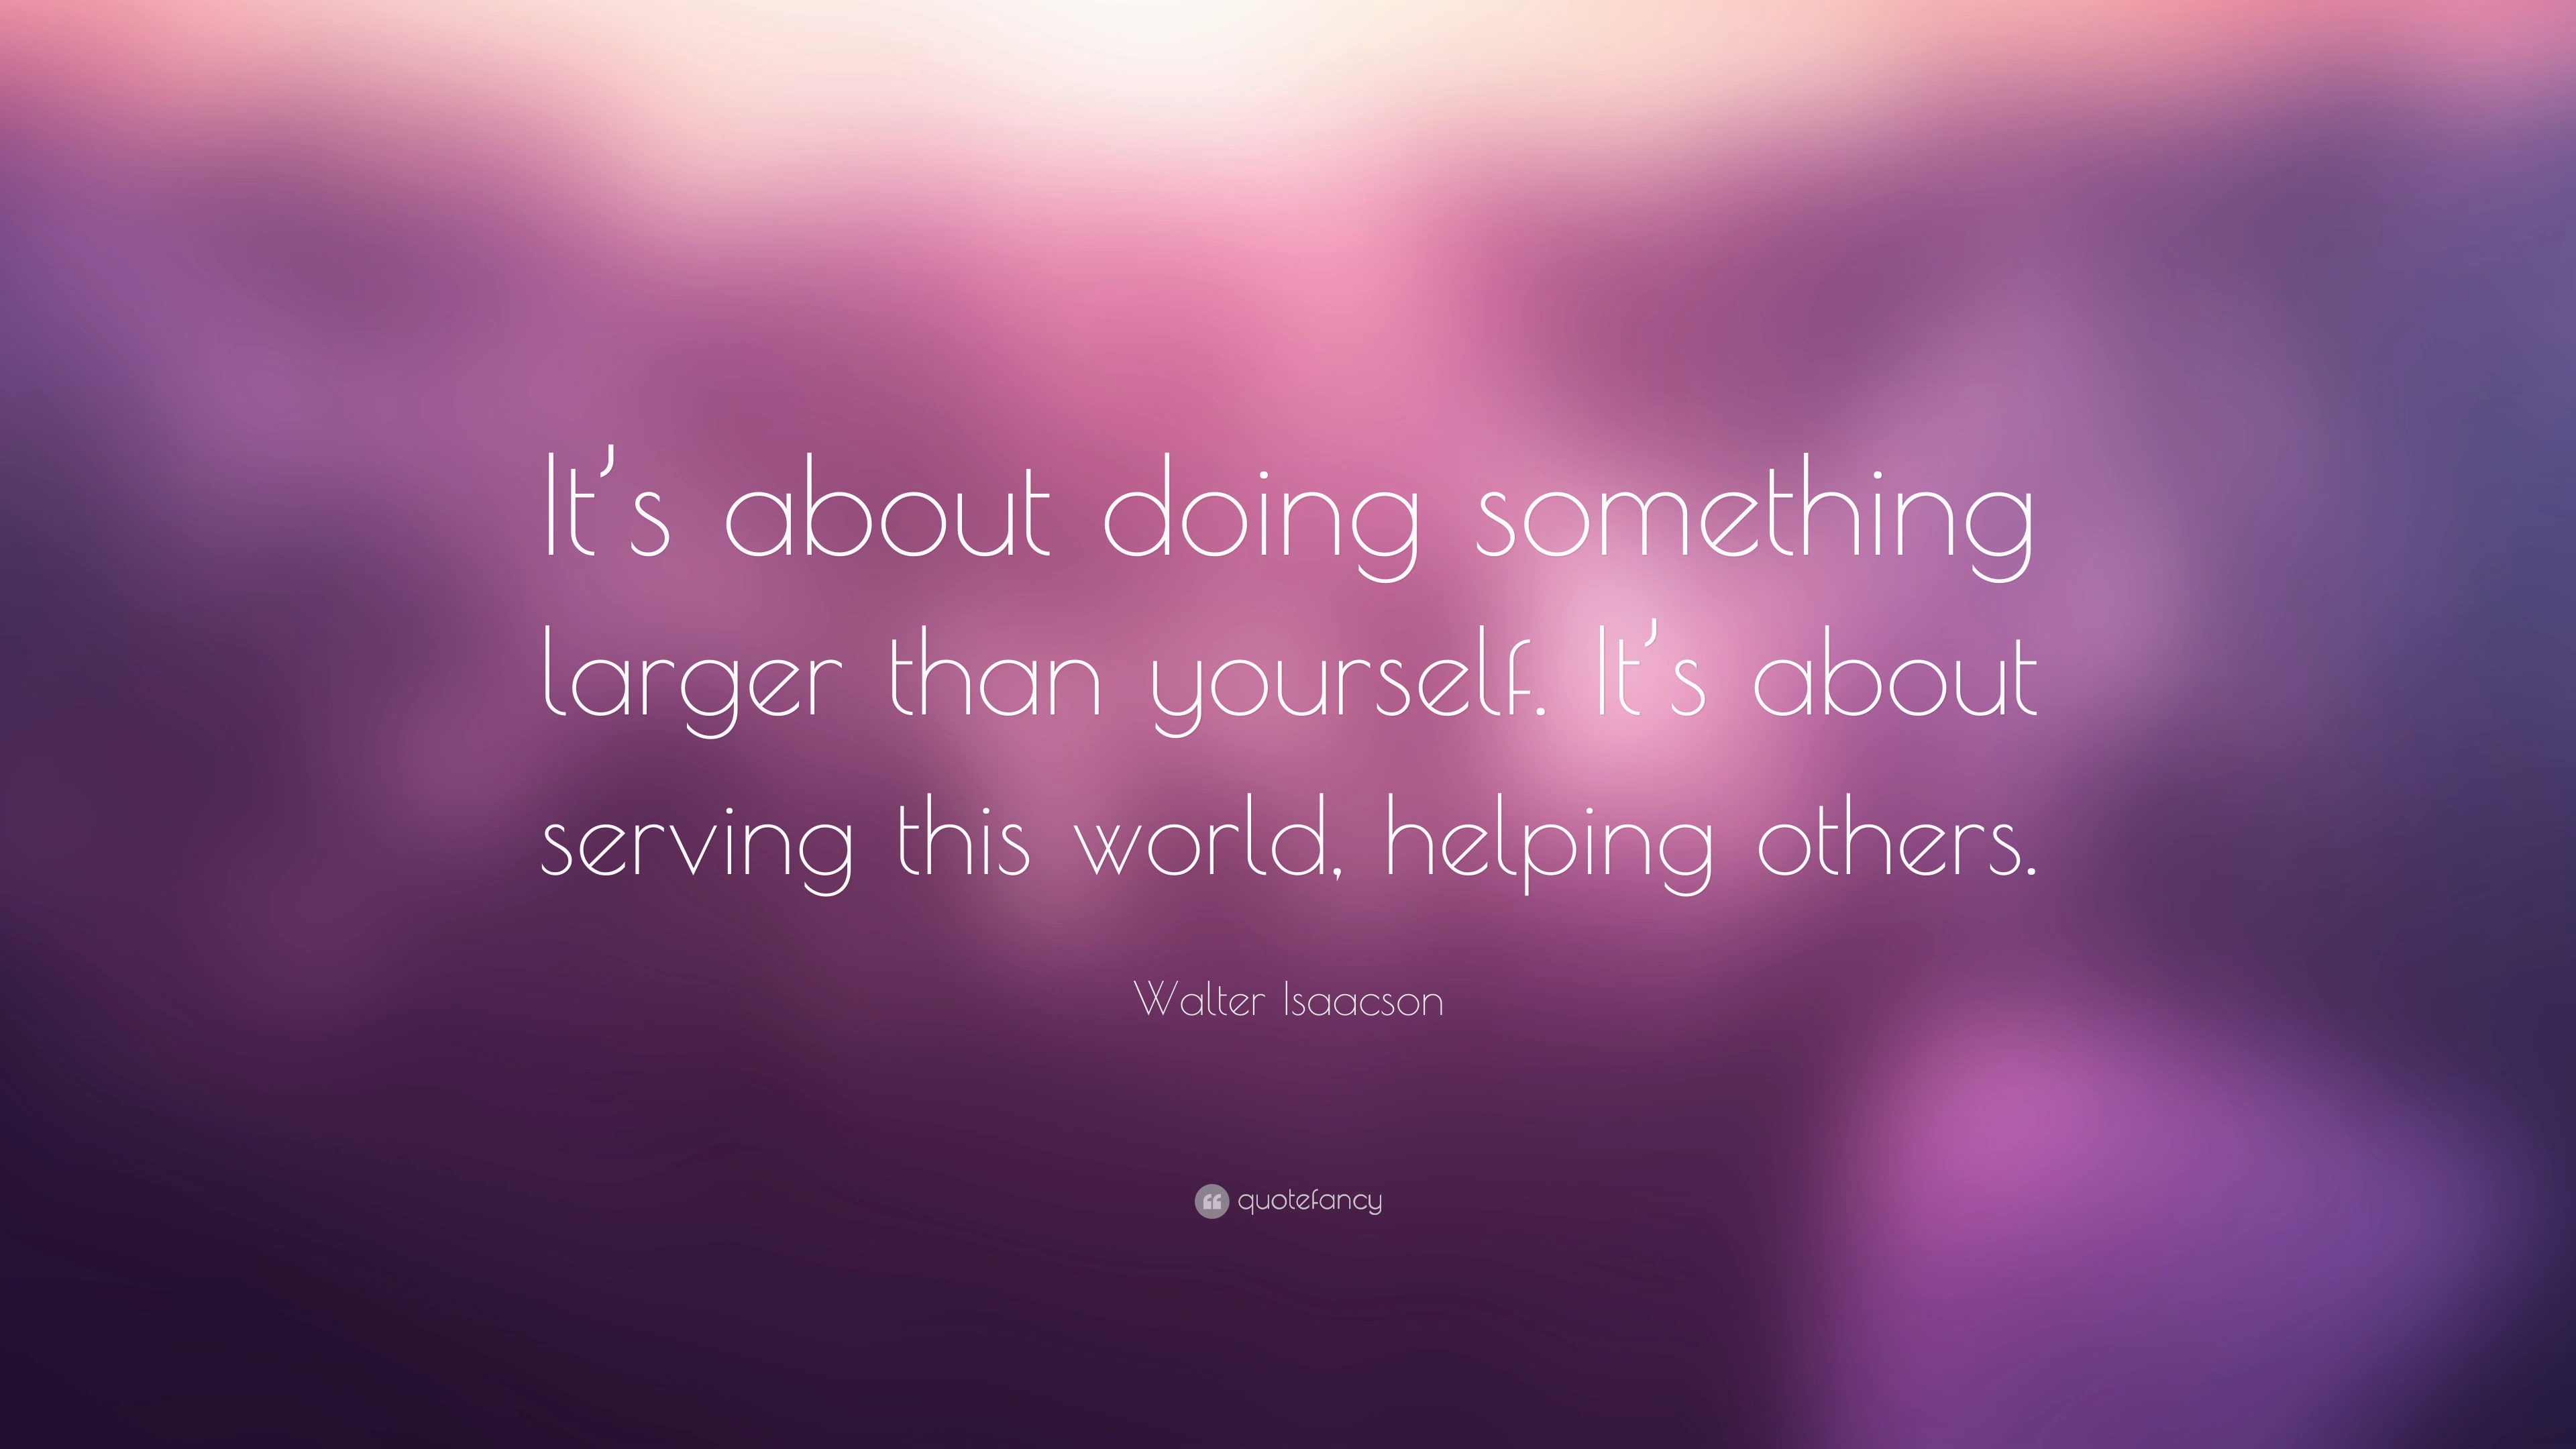 It’s about doing something
larger than yourself. It’s about
serving this world, helping others.
Walter Isaacson
quotefancy